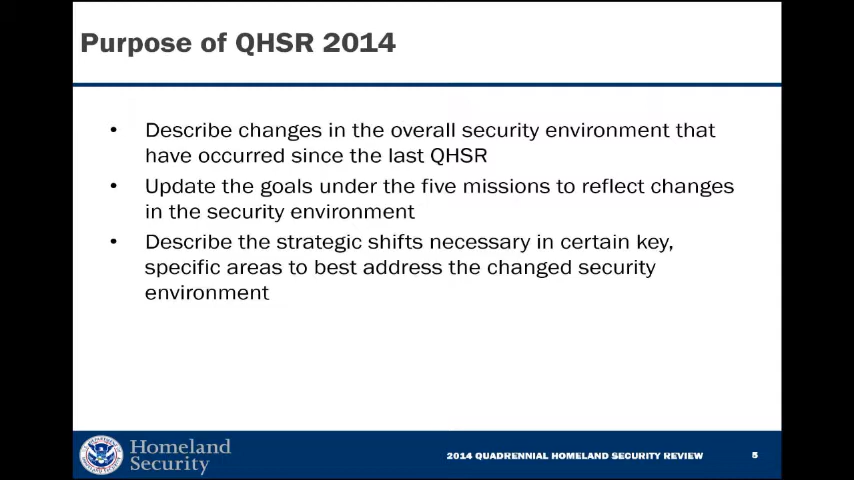 Purpose of QHSR 2014
• Describe changes in the overall security environment that
have occurred since the last QHSR
• Update the goals under the five missions to reflect changes
in the security environment
• Describe the strategic shifts necessary in certain key,
specific areas to best address the changed security
environment
Homeland
Security
2014 QUADRENNIAL HOMELAND SECURITY REVIEW 5